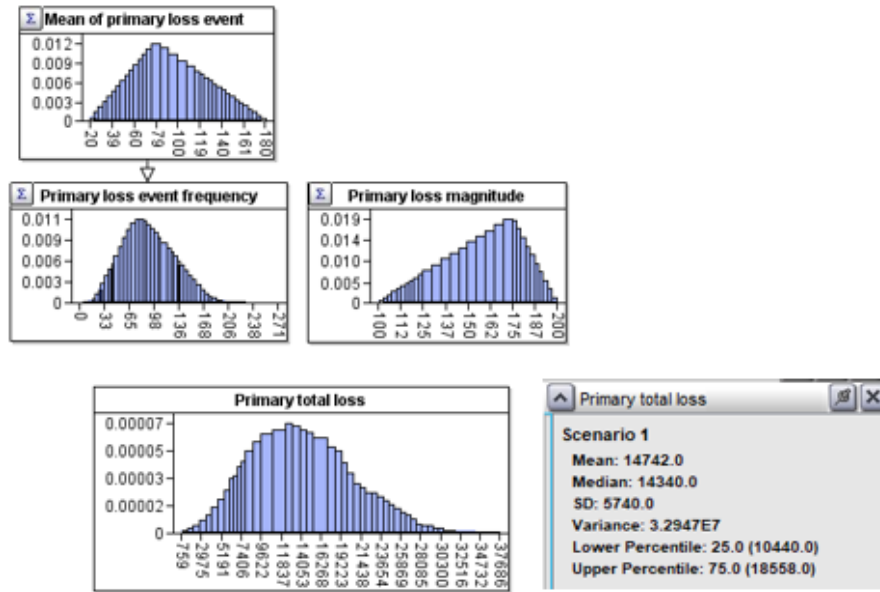 Σ Mean of primary loss event
0.012
0.009
0.006
0.003
0
20 39 60 79 100 119 140 161 180
Σ Primary loss event frequency
0.011
0.009
0.006
0.003
0
0 33 65 98 136 168 206 238 271
Σ Primary loss magnitude
0.019
0.014
0.010
0.005
0
100 112 125 137 150 162 175 187 200
Primary total loss
0.00007
0.00005
0.00003
0.00002
0
759 2975 5191 7406 9622 11837 14053 16268 19223 21438 23654 25869 28085 30300 32516 34732 37686
Primary total loss
Scenario 1
Mean: 14742.0
Median: 14340.0
SD: 5740.0
Variance: 3.2947E7
Lower Percentile: 25.0 (10440.0)
Upper Percentile: 75.0 (18558.0)